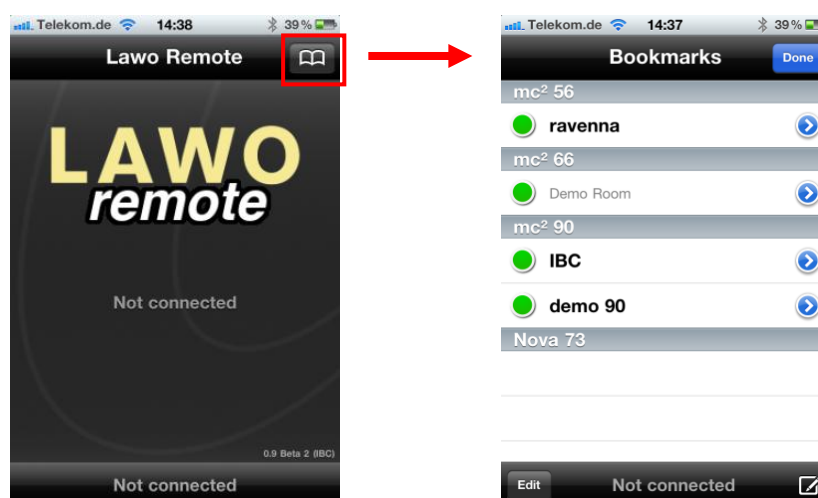 Telekom.de 14:38 39%
Lawo Remote
LAWO
remote
Not connected
0.9 Beta 2 (IBC)
Not connected
Telekom.de 14:37 39%
Bookmarks Done
mc² 56
ravenna
mc² 66
Demo Room
mc² 90
IBC
demo 90
Nova 73
Edit Not connected